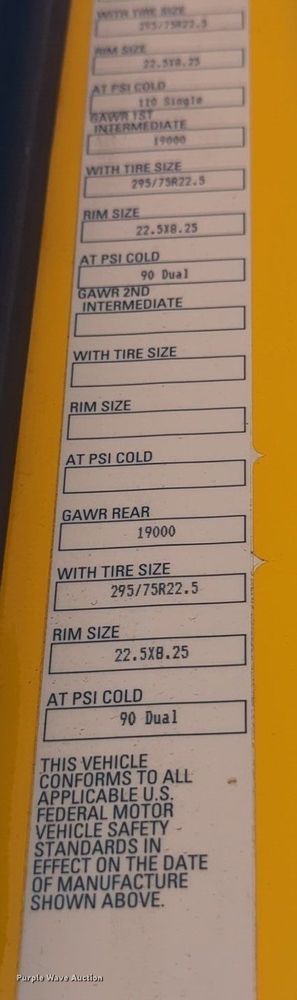 WITH TIRE SIZE
295/75R22.5
RIM SIZE
22.5X8.25
AT PSI COLD
110 Single
GAWR 1ST
INTERMEDIATE
19000
WITH TIRE SIZE
295/75R22.5
RIM SIZE
22.5X8.25
AT PSI COLD
90 Dual
GAWR 2ND
INTERMEDIATE
WITH TIRE SIZE
RIM SIZE
AT PSI COLD
GAWR REAR
19000
WITH TIRE SIZE
295/75R22.5
RIM SIZE
22.5X8.25
AT PSI COLD
90 Dual
THIS VEHICLE
CONFORMS TO ALL
APPLICABLE U.S.
FEDERAL MOTOR
VEHICLE SAFETY
STANDARDS IN
EFFECT ON THE DATE
OF MANUFACTURE
SHOWN ABOVE.
Purple Wave Auction